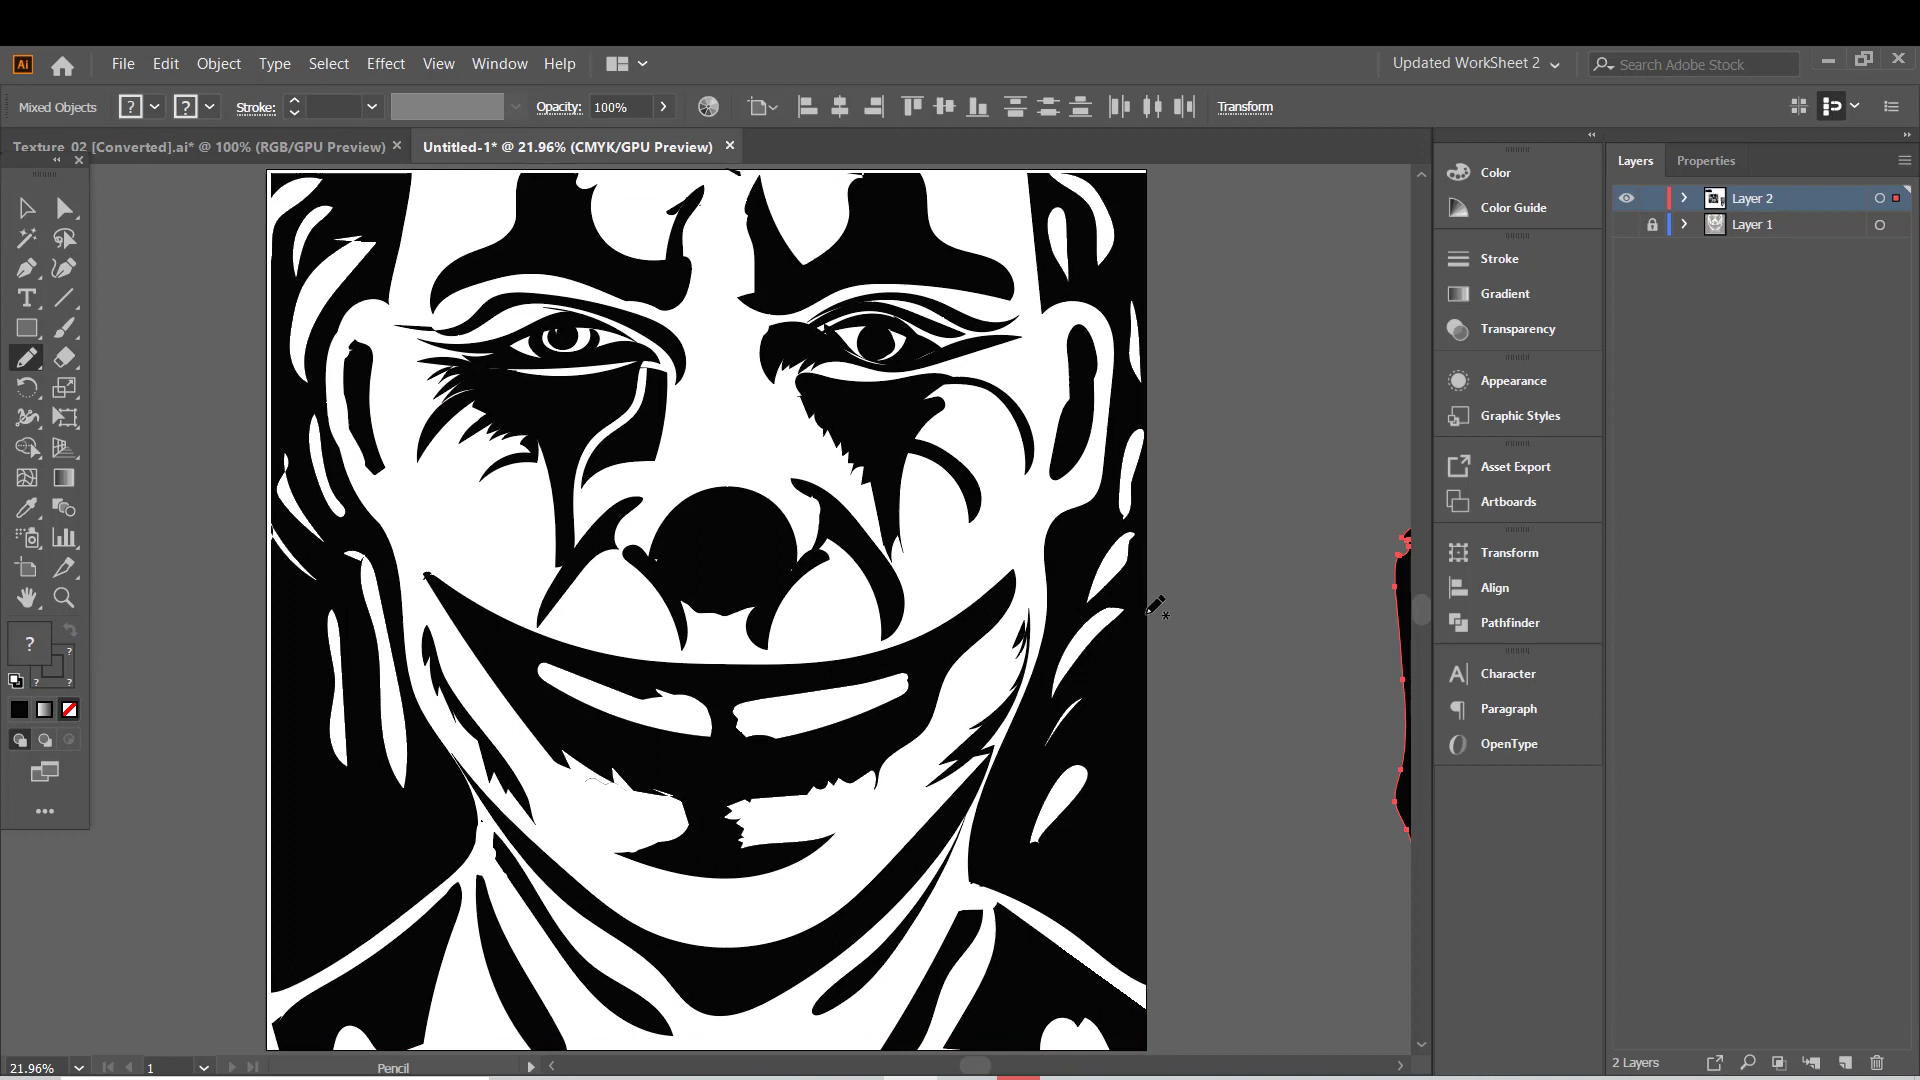 Ai File Edit Object Type Select Effect View Window Help Updated WorkSheet 2 Search Adobe Stock
Mixed Objects ? ? Stroke: Opacity: 100% Transform
Texture_02 [Converted].ai* @ 100% (RGB/GPU Preview) × Untitled-1* @ 21.96% (CMYK/GPU Preview) ×
Layers Properties
Color
Color Guide
Stroke
Gradient
Transparency
Appearance
Graphic Styles
Asset Export
Artboards
Transform
Align
Pathfinder
Character
Paragraph
OpenType
Layer 2
Layer 1
?
?
? ?
2 Layers
21.96% 1 Pencil